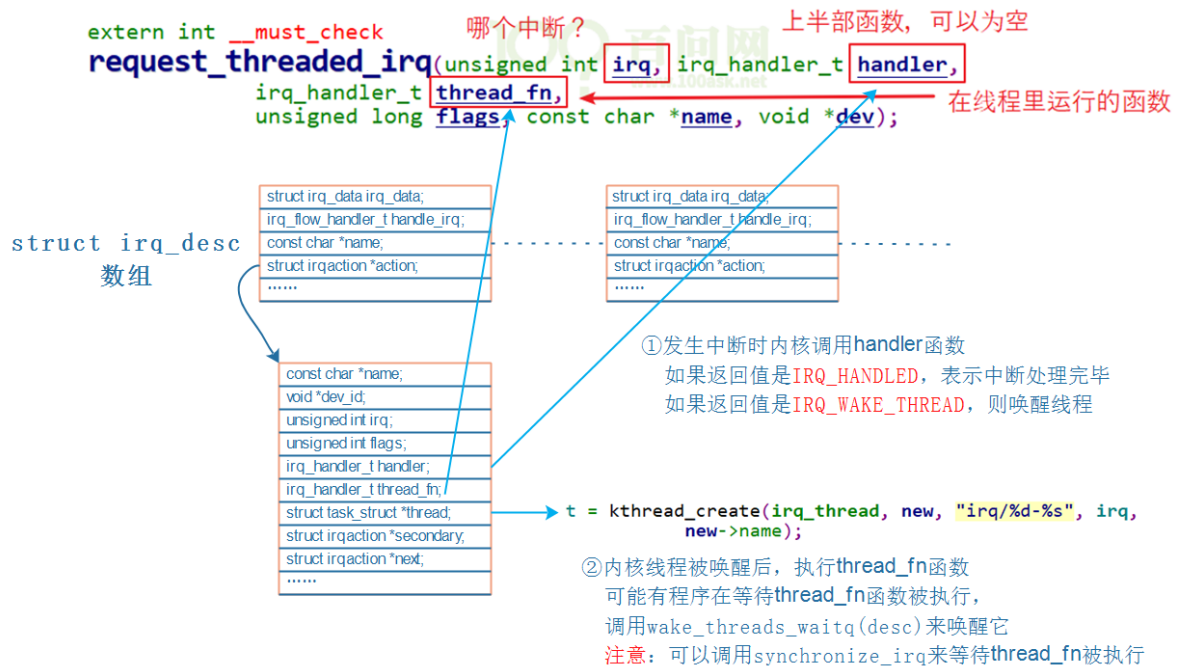 extern int __must_check
哪个中断？
上半部函数，可以为空
request_threaded_irq(unsigned int irq, irq_handler_t handler,
irq_handler_t thread_fn,
在线程里运行的函数
unsigned long flags, const char *name, void *dev);
百问网
www.100ask.net
struct irq_desc
数组
struct irq_data irq_data;
irq_flow_handler_t handle_irq;
const char *name;
struct irqaction *action;
……
struct irq_data irq_data;
irq_flow_handler_t handle_irq;
const char *name;
struct irqaction *action;
……
const char *name;
void *dev_id;
unsigned int irq;
unsigned int flags;
irq_handler_t handler;
irq_handler_t thread_fn;
struct task_struct *thread;
struct irqaction *secondary;
struct irqaction *next;
……
①发生中断时内核调用handler函数
如果返回值是IRQ_HANDLED，表示中断处理完毕
如果返回值是IRQ_WAKE_THREAD，则唤醒线程
t = kthread_create(irq_thread, new, "irq/%d-%s", irq,
new->name);
②内核线程被唤醒后，执行thread_fn函数
可能有程序在等待thread_fn函数被执行，
调用wake_threads_waitq(desc)来唤醒它
注意：可以调用synchronize_irq来等待thread_fn被执行